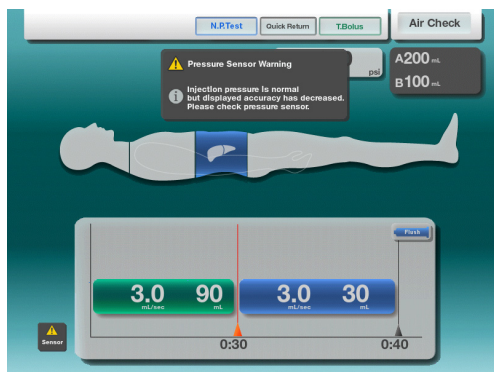 N.P.Test Quick Return T.Bolus Air Check
Pressure Sensor Warning
Injection pressure is normal
but displayed accuracy has decreased.
Please check pressure sensor.
psi
A200 mL
B100 mL
Flush
3.0 90 3.0 30
mL/sec mL mL/sec mL
Sensor
0:30 0:40